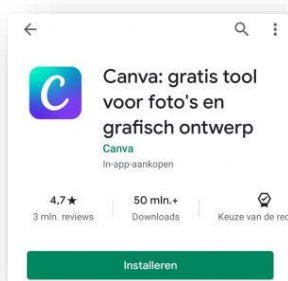 C
Canva: gratis tool
voor foto's en
grafisch ontwerp
Canva
In-app-aankopen
4,7★
3 mln. reviews
50 mln.+
Downloads
Keuze van de rec
Installeren